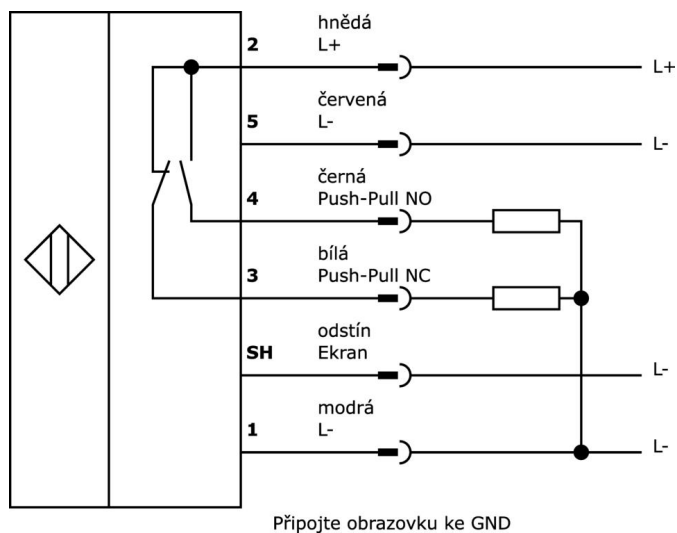 hnědá
2 L+ L+
červená
5 L- L-
černá
4 Push-Pull NO
bílá
3 Push-Pull NC
odstín
SH Ekran L-
modrá
1 L- L-
Připojte obrazovku ke GND